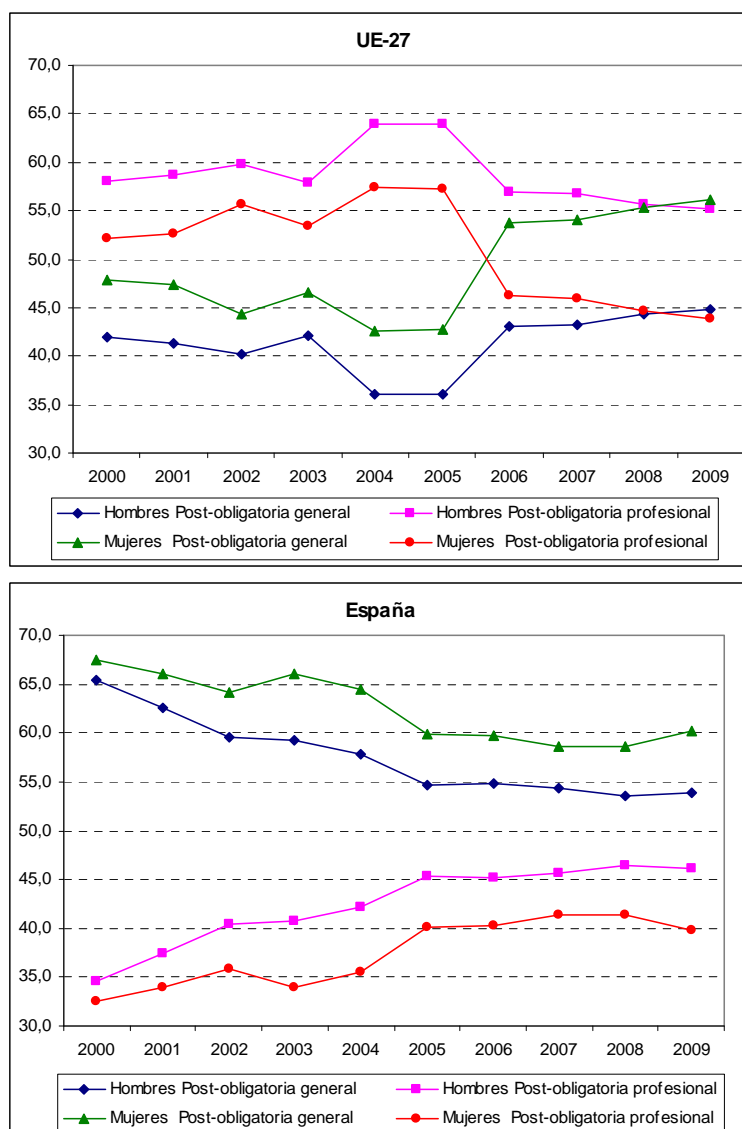 UE-27
70,0
65,0
60,0
55,0
50,0
45,0
40,0
35,0
30,0
2000 2001 2002 2003 2004 2005 2006 2007 2008 2009
Hombres Post-obligatoria general Hombres Post-obligatoria profesional
Mujeres Post-obligatoria general Mujeres Post-obligatoria profesional
España
70,0
65,0
60,0
55,0
50,0
45,0
40,0
35,0
30,0
2000 2001 2002 2003 2004 2005 2006 2007 2008 2009
Hombres Post-obligatoria general Hombres Post-obligatoria profesional
Mujeres Post-obligatoria general Mujeres Post-obligatoria profesional